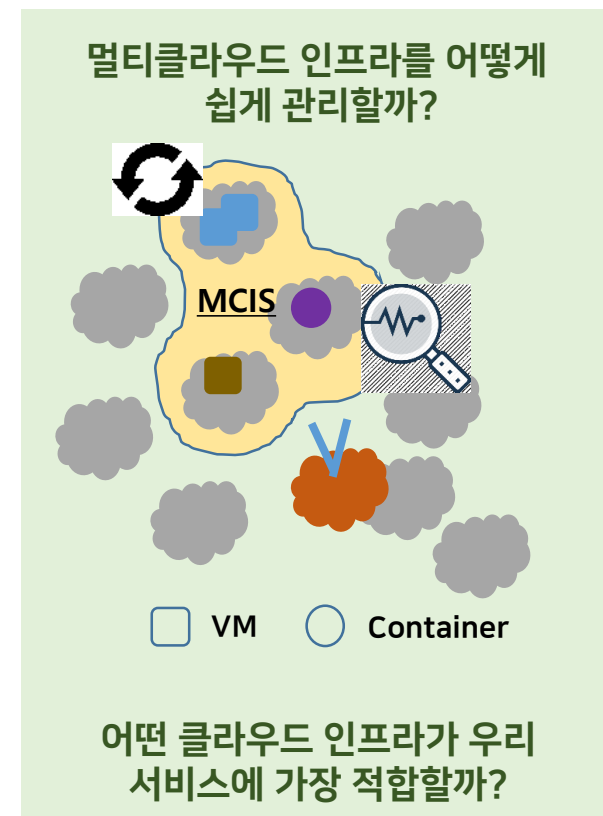 멀티클라우드 인프라를 어떻게
쉽게 관리할까?
MCIS
VM
Container
어떤 클라우드 인프라가 우리
서비스에 가장 적합할까?